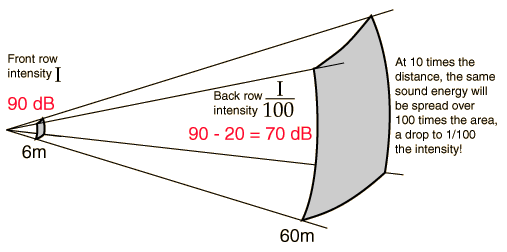 Front row
intensity I
90 dB
6m
Back row
intensity I/100
90 - 20 = 70 dB
60m
At 10 times the
distance, the same
sound energy will
be spread over
100 times the area,
a drop to 1/100
the intensity!